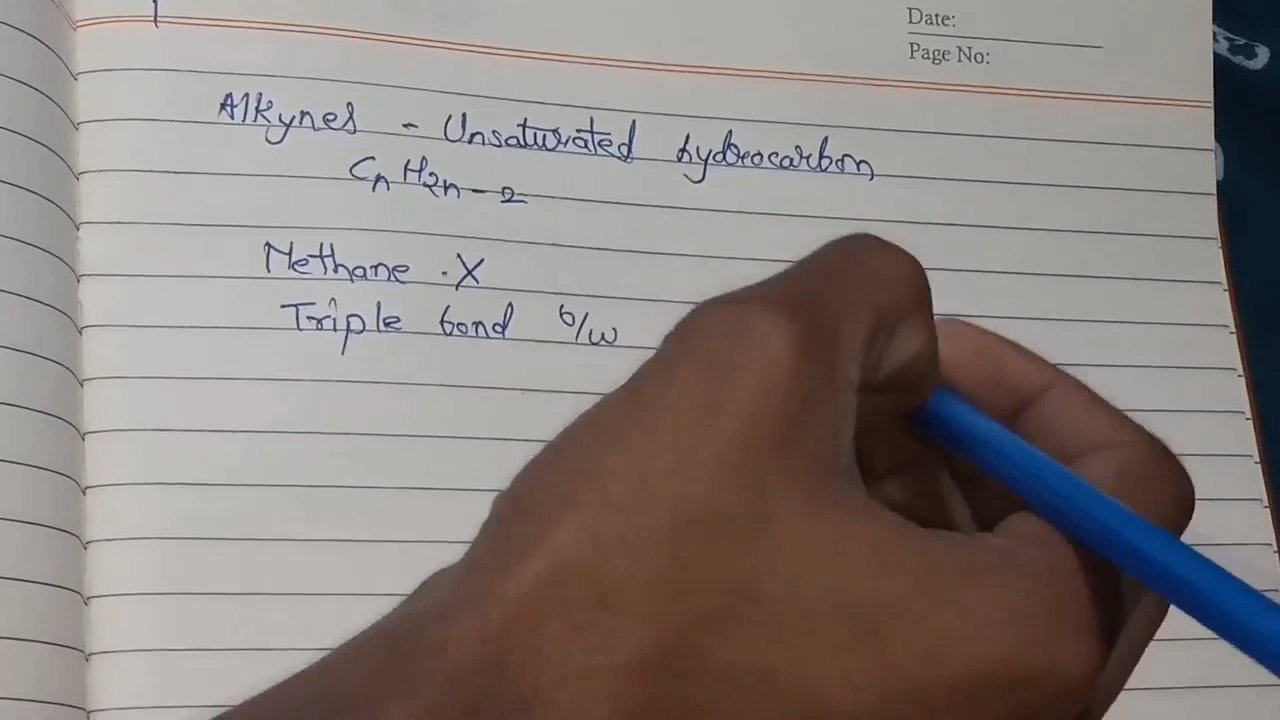 Date:
Page No:
Alkynes - Unsaturated hydrocarbon
CnH2n-2
Methane . X
Triple bond b/w